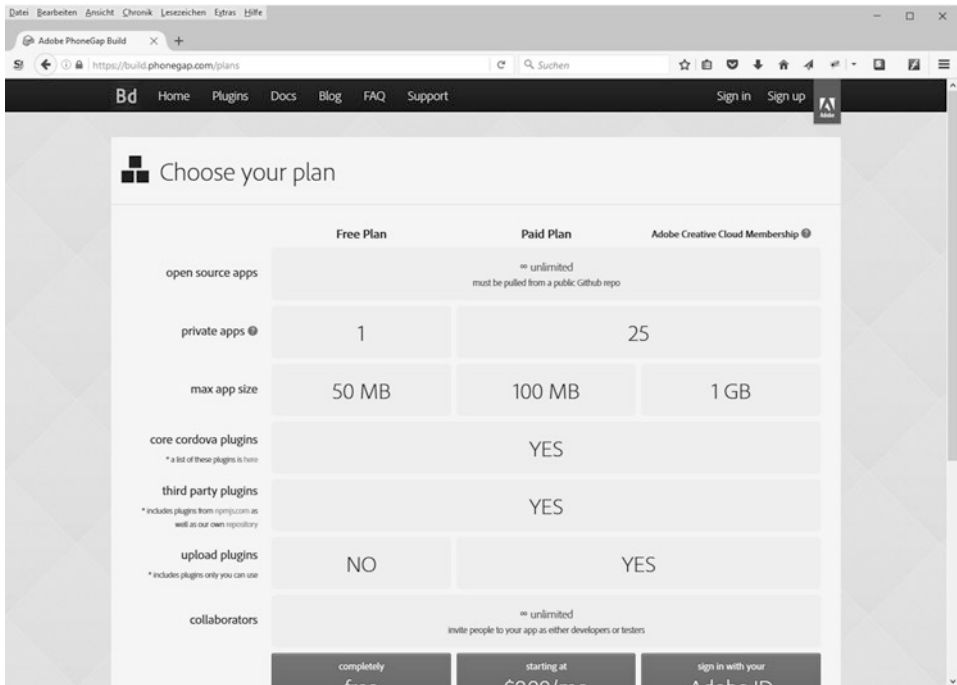 Datei Bearbeiten Ansicht Chronik Lesezeichen Extras Hilfe
Adobe PhoneGap Build
https://build.phonegap.com/plans
Suchen
Bd Home Plugins Docs Blog FAQ Support Sign in Sign up
Adobe
Choose your plan
Free Plan Paid Plan Adobe Creative Cloud Membership
open source apps
∞ unlimited
must be pulled from a public Github repo
private apps 1 25
max app size 50 MB 100 MB 1 GB
core cordova plugins
* a list of these plugins is here
YES
third party plugins
* includes plugins from npmjs.com as
well as our own repository
YES
upload plugins
* includes plugins only you can use
NO YES
collaborators
∞ unlimited
invite people to your app as either developers or testers
completely starting at sign in with your
free Adobe ID